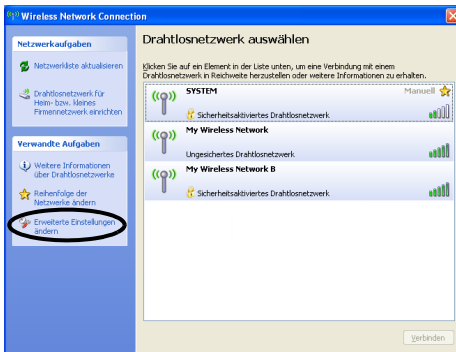 Wireless Network Connection
Netzwerkaufgaben
Netzwerkliste aktualisieren
Drahtlosnetzwerk für
Heim- bzw. kleines
Firmennetzwerk einrichten
Verwandte Aufgaben
Weitere Informationen
über Drahtlosnetzwerke
Reihenfolge der
Netzwerke ändern
Erweiterte Einstellungen
ändern
Drahtlosnetzwerk auswählen
Klicken Sie auf ein Element in der Liste unten, um eine Verbindung mit einem
Drahtlosnetzwerk in Reichweite herzustellen oder weitere Informationen zu erhalten.
SYSTEM
Manuell
Sicherheitsaktiviertes Drahtlosnetzwerk
My Wireless Network
Ungesichertes Drahtlosnetzwerk
My Wireless Network B
Sicherheitsaktiviertes Drahtlosnetzwerk
Verbinden